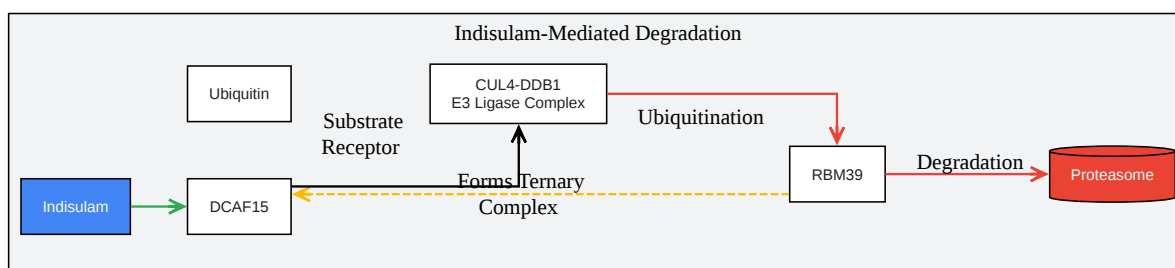 Indisulam-Mediated Degradation
Ubiquitin
CUL4-DDB1
E3 Ligase Complex
Substrate
Receptor
Ubiquitination
Indisulam
DCAF15
Forms Ternary
Complex
RBM39
Degradation
Proteasome